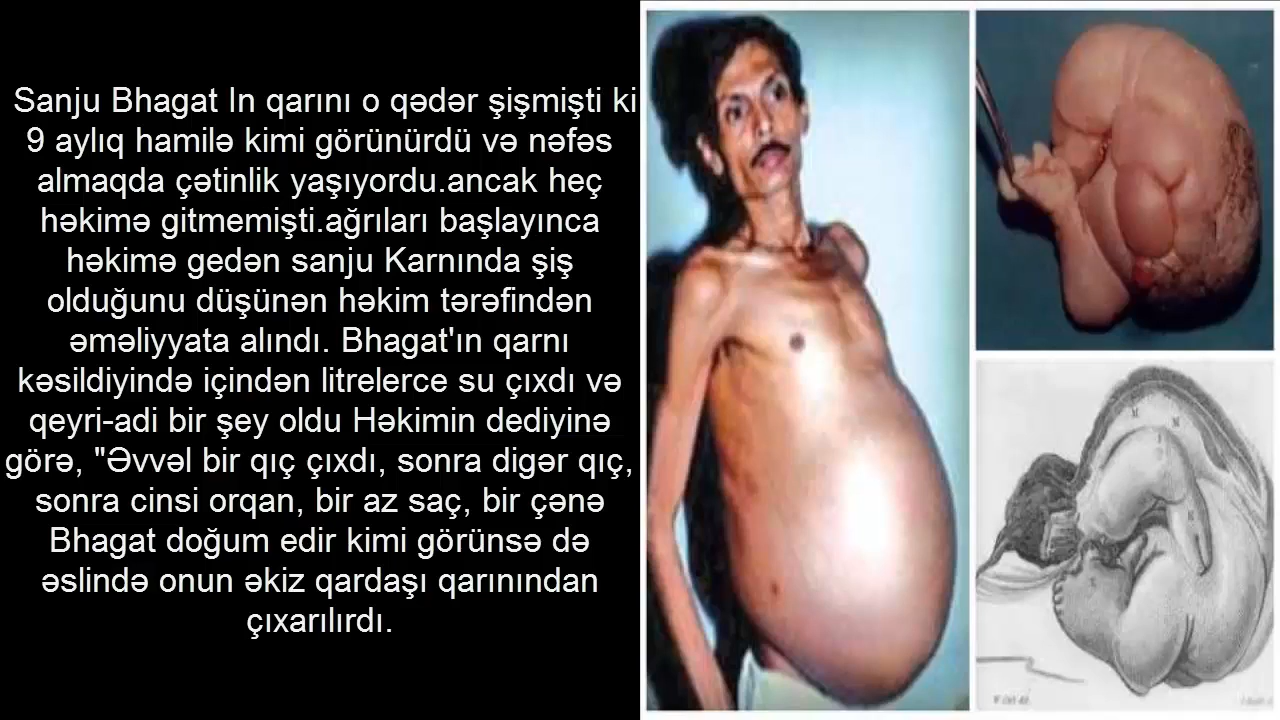 Sanju Bhagat In qarını o qədər şişmişti ki
9 aylıq hamilə kimi görünürdü və nəfəs
almaqda çətinlik yaşıyordu.ancak heç
həkimə gitmemişti.ağrıları başlayınca
həkimə gedən sanju Karnında şiş
olduğunu düşünən həkim tərəfindən
əməliyyata alındı. Bhagat'ın qarnı
kəsildiyində içindən litrelerce su çıxdı və
qeyri-adi bir şey oldu Həkimin dediyinə
görə, "Əvvəl bir qıç çıxdı, sonra digər qıç,
sonra cinsi orqan, bir az saç, bir çənə
Bhagat doğum edir kimi görünsə də
əslində onun əkiz qardaşı qarınından
çıxarılırdı.